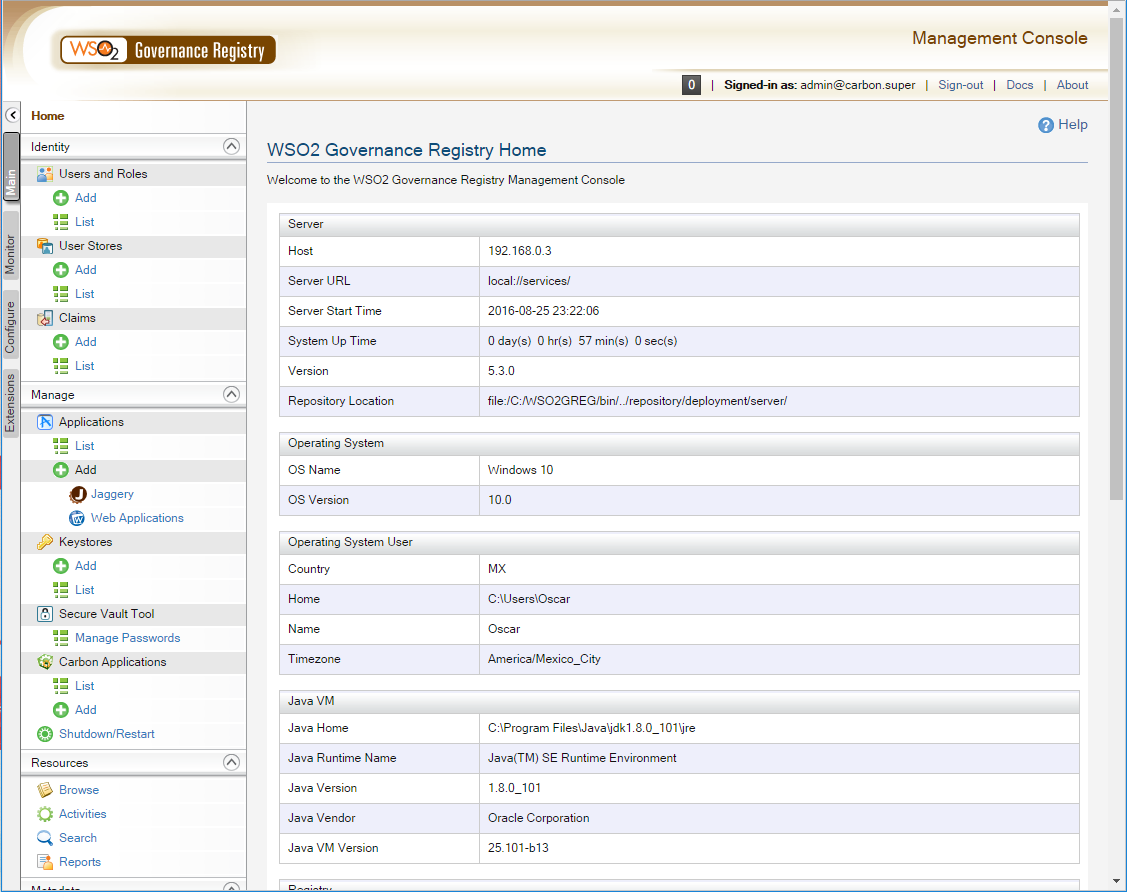 WSO2 Governance Registry
Management Console
0 | Signed-in as: admin@carbon.super | Sign-out | Docs | About
Main
Monitor
Configure
Extensions
Home
Identity
Users and Roles
Add
List
User Stores
Add
List
Claims
Add
List
Manage
Applications
List
Add
Jaggery
Web Applications
Keystores
Add
List
Secure Vault Tool
Manage Passwords
Carbon Applications
List
Add
Shutdown/Restart
Resources
Browse
Activities
Search
Reports
Metadata
Help
WSO2 Governance Registry Home
Welcome to the WSO2 Governance Registry Management Console
Server
Host 192.168.0.3
Server URL local://services/
Server Start Time 2016-08-25 23:22:06
System Up Time 0 day(s) 0 hr(s) 57 min(s) 0 sec(s)
Version 5.3.0
Repository Location file:/C:/WSO2GREG/bin/../repository/deployment/server/
Operating System
OS Name Windows 10
OS Version 10.0
Operating System User
Country MX
Home C:\Users\Oscar
Name Oscar
Timezone America/Mexico_City
Java VM
Java Home C:\Program Files\Java\jdk1.8.0_101\jre
Java Runtime Name Java(TM) SE Runtime Environment
Java Version 1.8.0_101
Java Vendor Oracle Corporation
Java VM Version 25.101-b13
Registry